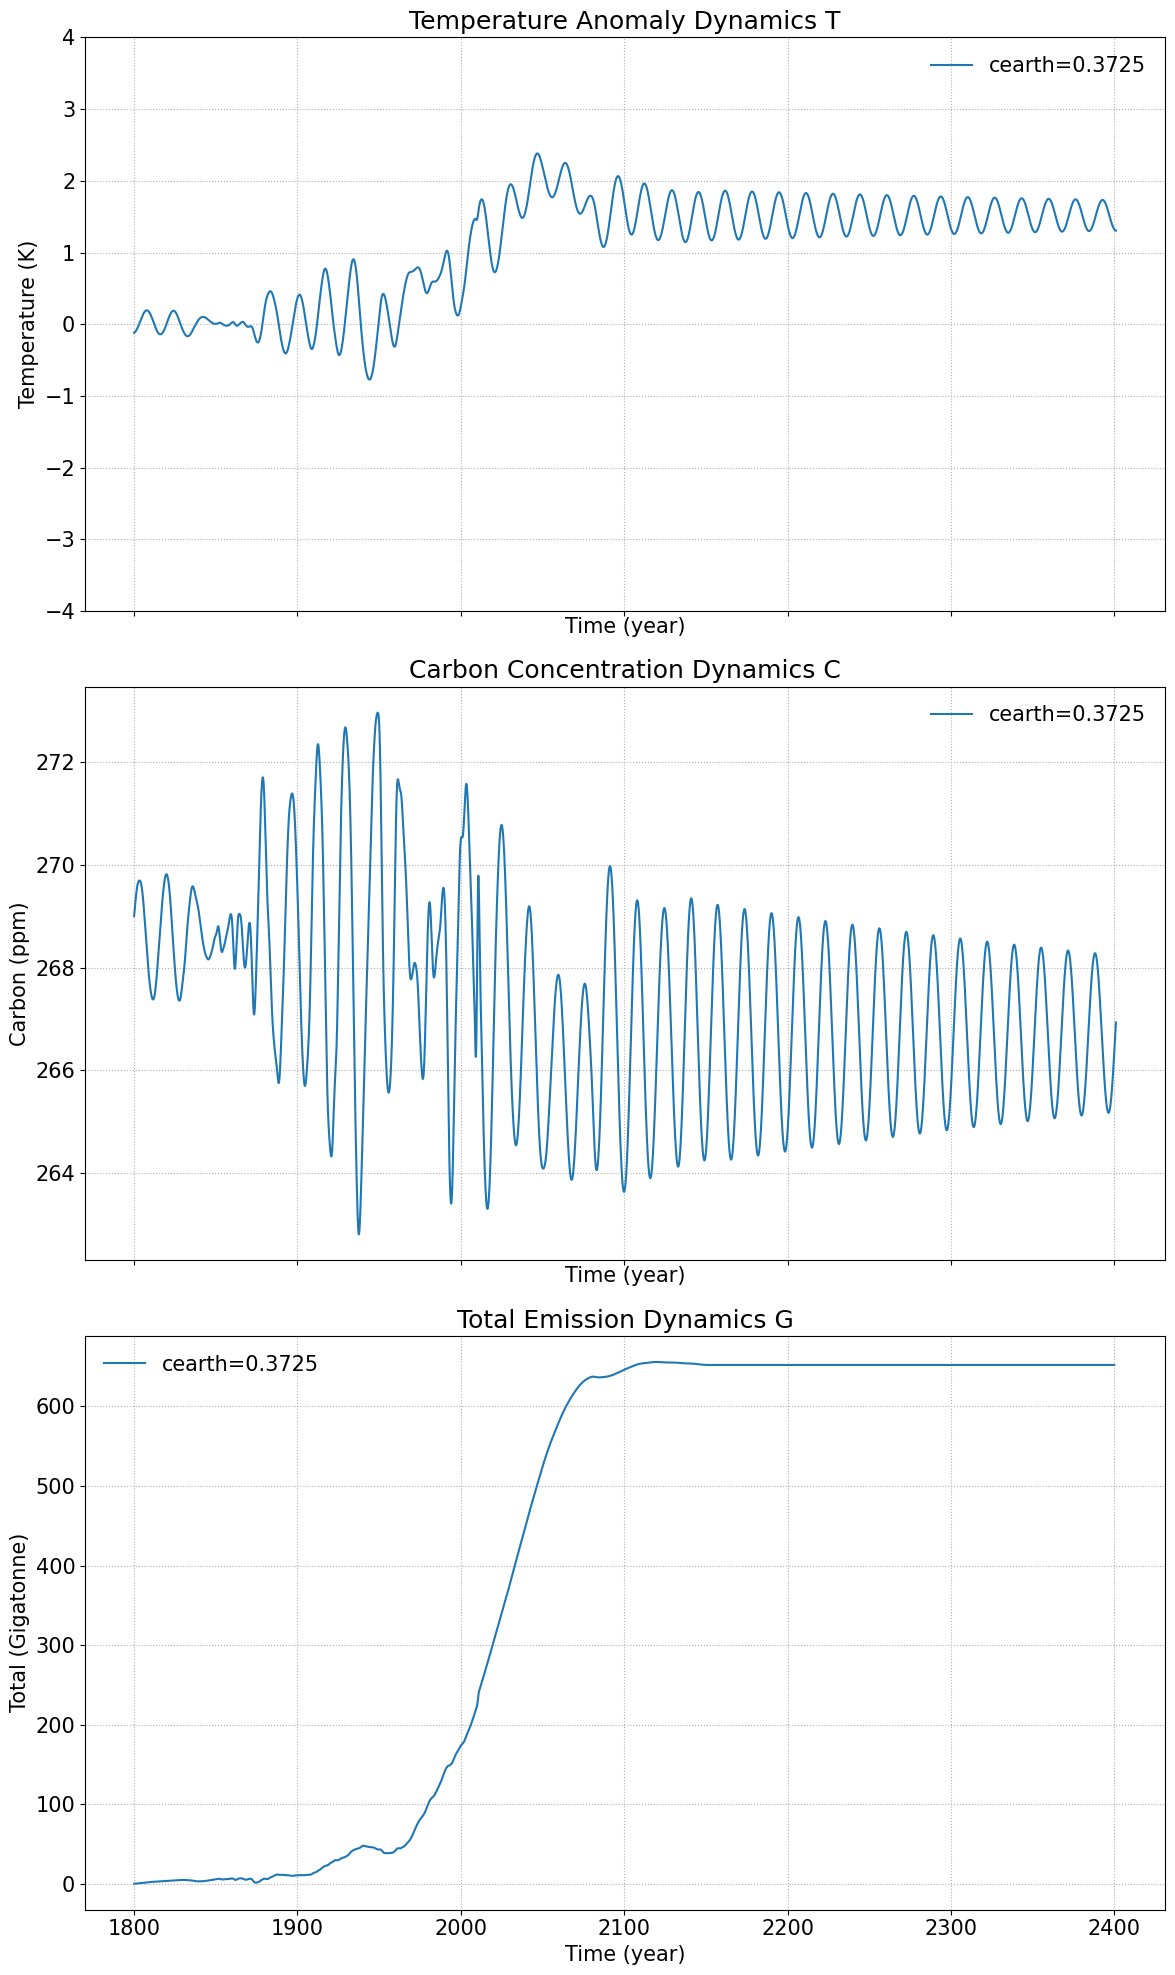 Temperature Anomaly Dynamics T
cearth=0.3725
4
3
2
1
0
−1
−2
−3
−4
Temperature (K)
Time (year)
Carbon Concentration Dynamics C
cearth=0.3725
272
270
268
266
264
Carbon (ppm)
Time (year)
Total Emission Dynamics G
cearth=0.3725
600
500
400
300
200
100
0
Total (Gigatonne)
1800 1900 2000 2100 2200 2300 2400
Time (year)